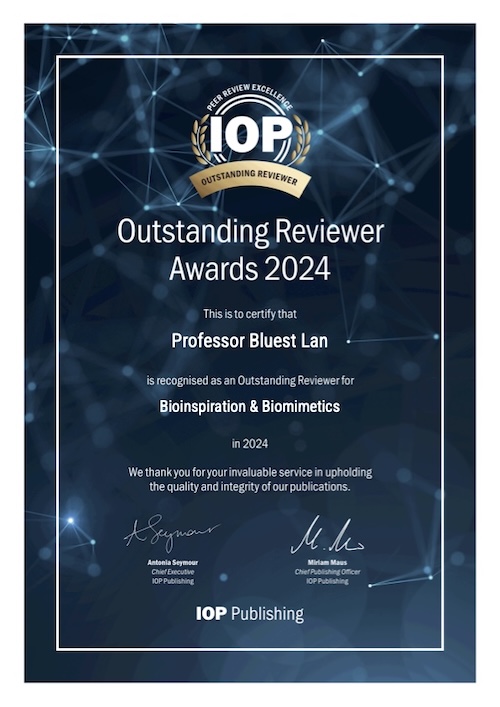 PEER REVIEW EXCELLENCE
IOP
OUTSTANDING REVIEWER
Outstanding Reviewer
Awards 2024
This is to certify that
Professor Bluest Lan
is recognised as an Outstanding Reviewer for
Bioinspiration & Biomimetics
in 2024
We thank you for your invaluable service in upholding
the quality and integrity of our publications.
A Seymour
M. Maus
Antonia Seymour
Miriam Maus
Chief Executive
Chief Publishing Officer
IOP Publishing
IOP Publishing
IOP Publishing